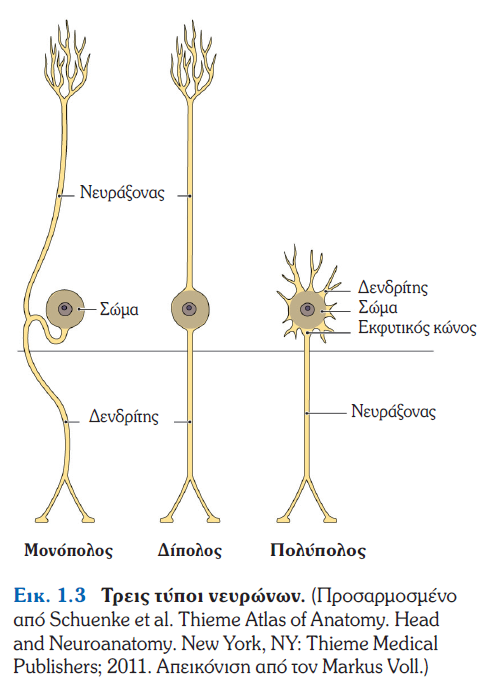 Νευράξονας
Δενδρίτης
Σώμα
Σώμα
Εκφυτικός κώνος
Δενδρίτης
Νευράξονας
Μονόπολος
Δίπολος
Πολύπολος
Εικ. 1.3 Τρεις τύποι νευρώνων. (Προσαρμοσμένο
από Schuenke et al. Thieme Atlas of Anatomy. Head
and Neuroanatomy. New York, NY: Thieme Medical
Publishers; 2011. Απεικόνιση από τον Markus Voll.)